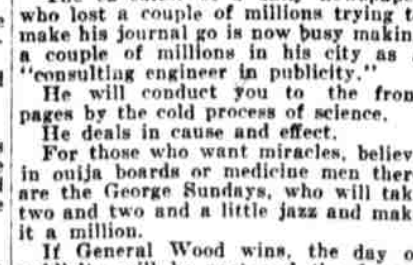 who lost a couple of millions trying t
make his journal go is now busy makin
a couple of millions in his city as
"consulting engineer in publicity."
He will conduct you to the fron
pages by the cold process of science.
He deals in cause and effect.
For those who want miracles, believ
in ouija boards or medicine men ther
are the George Sundays, who will tak
two and two and a little jazz and mak
it a million.
If General Wood wins, the day o